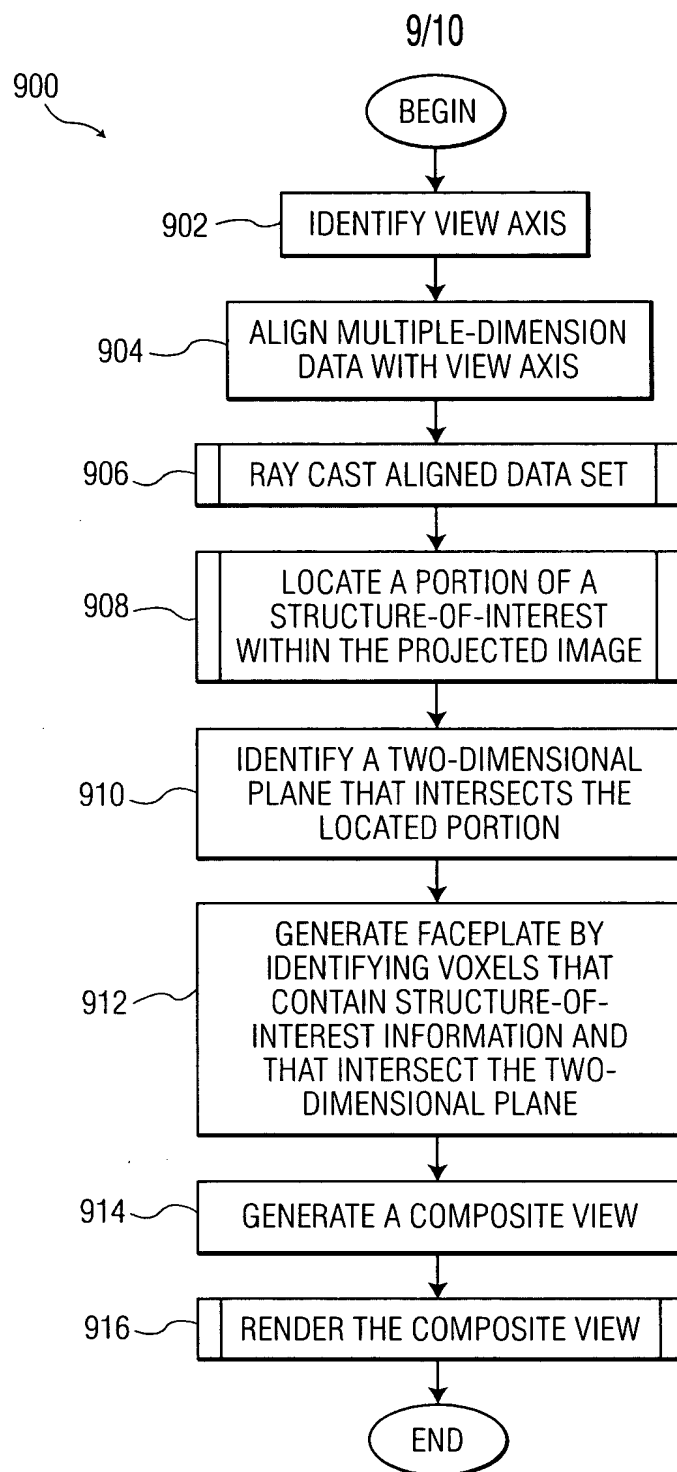 9/10
900
BEGIN
902
IDENTIFY VIEW AXIS
904
ALIGN MULTIPLE-DIMENSION
DATA WITH VIEW AXIS
906
RAY CAST ALIGNED DATA SET
908
LOCATE A PORTION OF A
STRUCTURE-OF-INTEREST
WITHIN THE PROJECTED IMAGE
910
IDENTIFY A TWO-DIMENSIONAL
PLANE THAT INTERSECTS THE
LOCATED PORTION
912
GENERATE FACEPLATE BY
IDENTIFYING VOXELS THAT
CONTAIN STRUCTURE-OF-
INTEREST INFORMATION AND
THAT INTERSECT THE TWO-
DIMENSIONAL PLANE
914
GENERATE A COMPOSITE VIEW
916
RENDER THE COMPOSITE VIEW
END